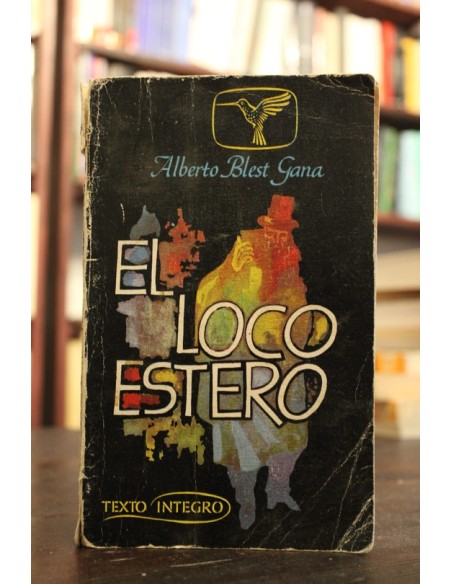 Alberto Blest Gana
EL
LOCO
ESTERO
TEXTO INTEGRO